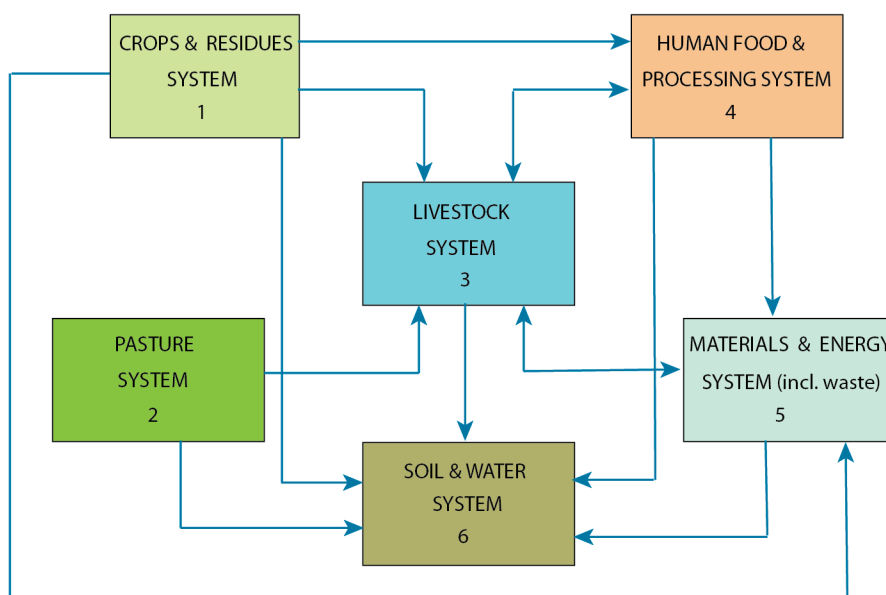 CROPS & RESIDUES
SYSTEM
1
HUMAN FOOD &
PROCESSING SYSTEM
4
LIVESTOCK
SYSTEM
3
PASTURE
SYSTEM
2
MATERIALS & ENERGY
SYSTEM (incl. waste)
5
SOIL & WATER
SYSTEM
6